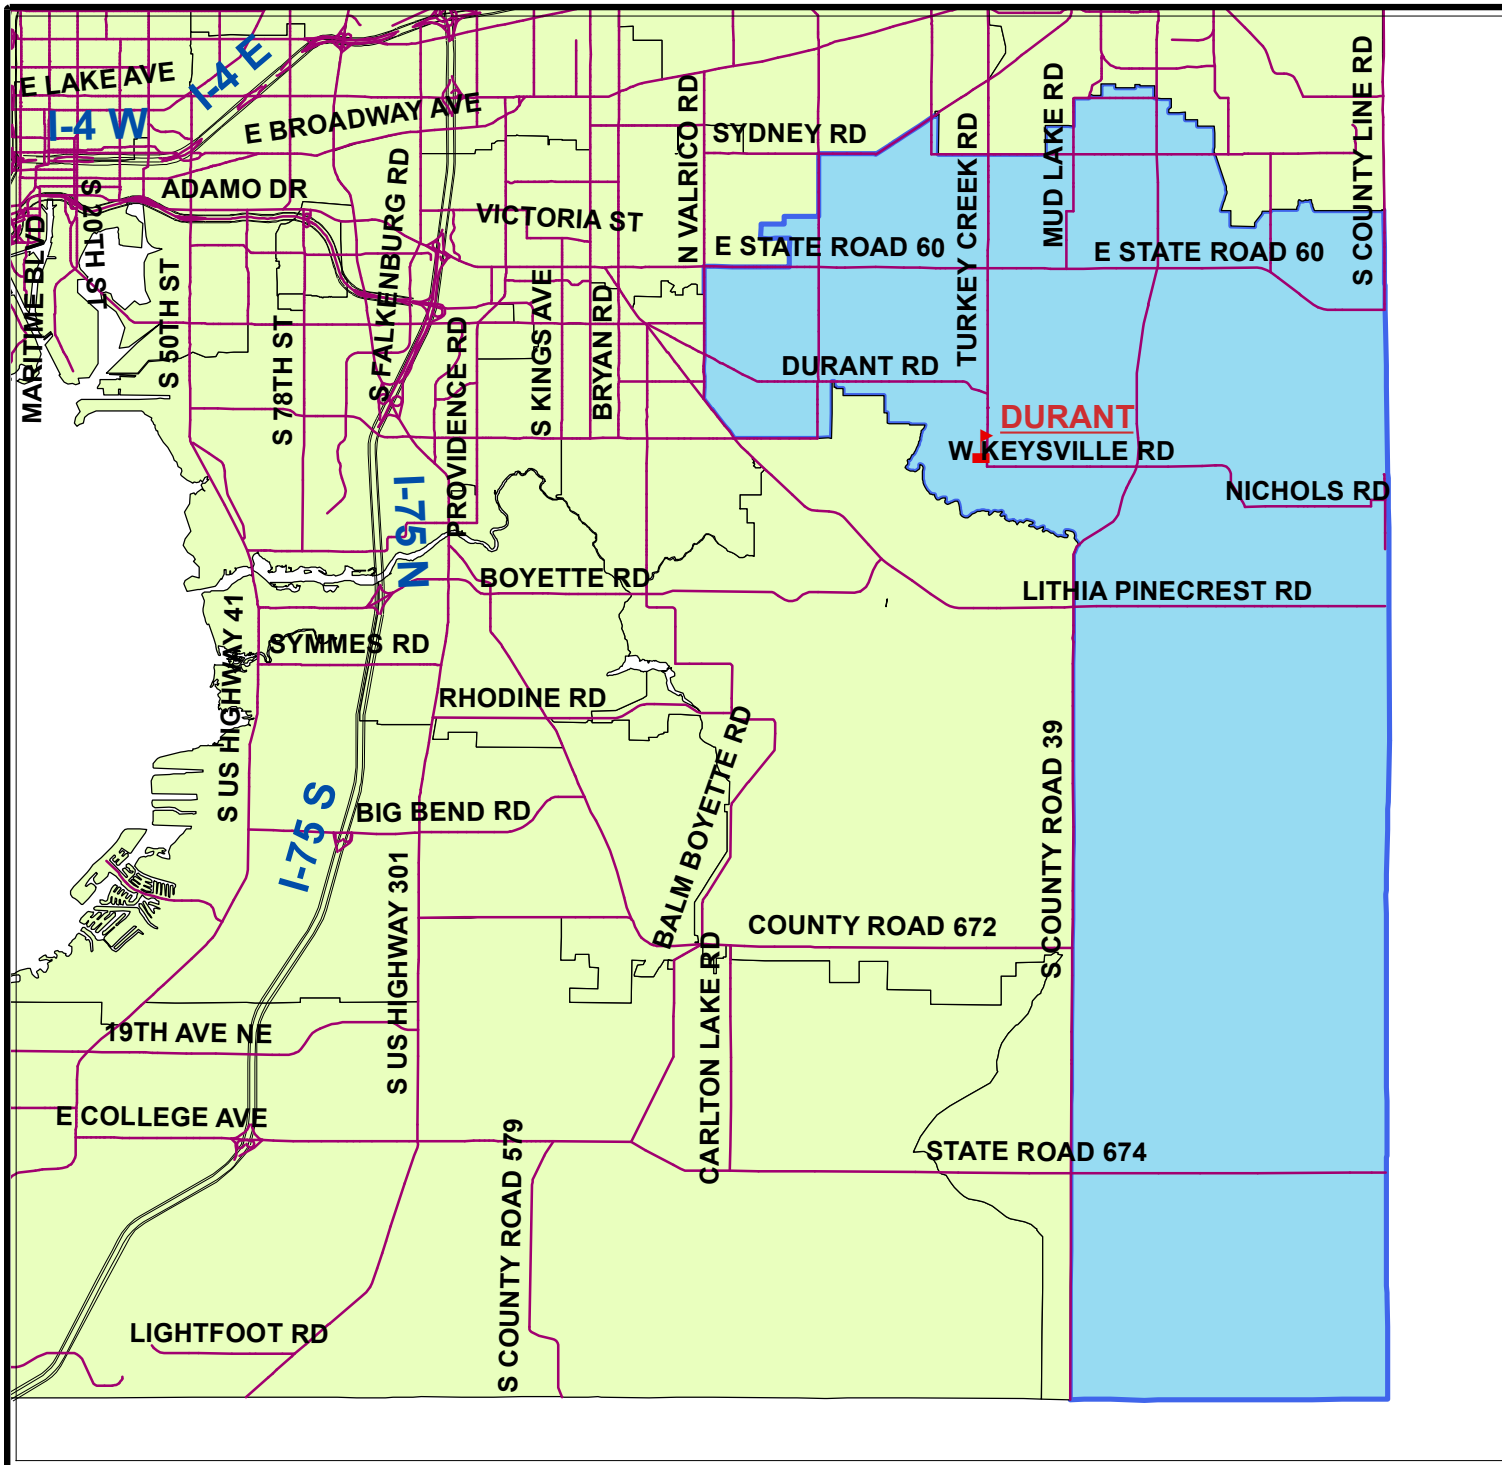 S COUNTY LINE RD
I-4 E
E LAKE AVE
MUD LAKE RD
N VALRICO RD
E BROADWAY AVE
I-4 W
TURKEY CREEK RD
SYDNEY RD
S FALKENBURG RD
ADAMO DR
S 20TH ST
VICTORIA ST
MARITIME BLVD
E STATE ROAD 60
E STATE ROAD 60
S 50TH ST
S KINGS AVE
BRYAN RD
S 78TH ST
PROVIDENCE RD
DURANT RD
DURANT
W KEYSVILLE RD
I-75 N
NICHOLS RD
BOYETTE RD
LITHIA PINECREST RD
S US HIGHWAY 41
SYMMES RD
RHODINE RD
BALM BOYETTE RD
S COUNTY ROAD 39
I-75 S
BIG BEND RD
S US HIGHWAY 301
COUNTY ROAD 672
CARLTON LAKE RD
19TH AVE NE
E COLLEGE AVE
S COUNTY ROAD 579
STATE ROAD 674
LIGHTFOOT RD